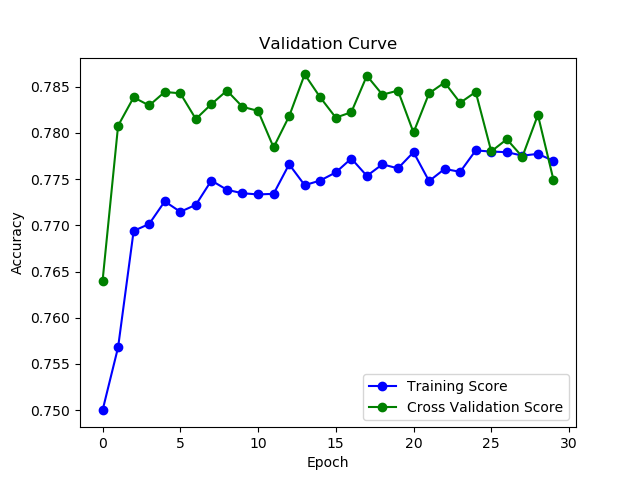 Validation Curve
0.785
0.780
0.775
0.770
0.765
0.760
0.755
0.750
Accuracy
Training Score
Cross Validation Score
0 5 10 15 20 25 30
Epoch